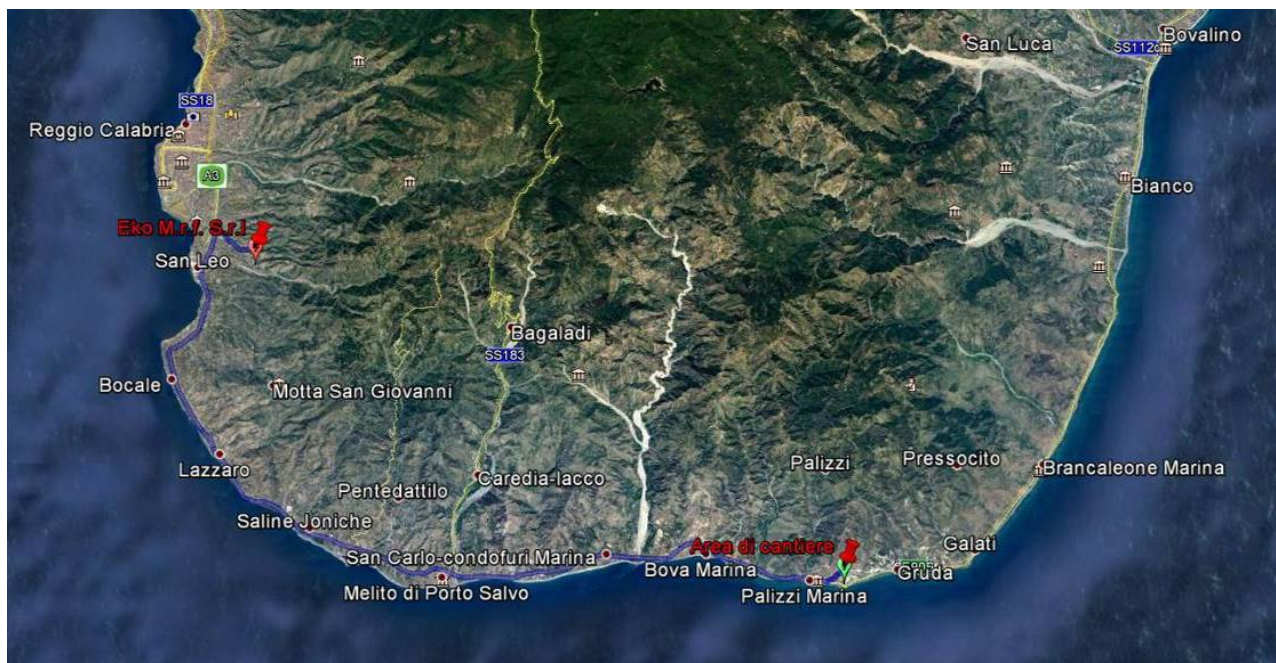 San Luca
Bovalino
SS112d
SS18
Reggio Calabria
A3
Bianco
Eko M.r.f. S.r.l
San Leo
Bagaladi
SS183
Bocale
Motta San Giovanni
Lazzaro
Pentedattilo
Caredia-lacco
Palizzi
Pressocito
Brancaleone Marina
Saline Joniche
San Carlo-condofuri Marina
Area di cantiere
Galati
Bova Marina
Gruda
Melito di Porto Salvo
Palizzi Marina